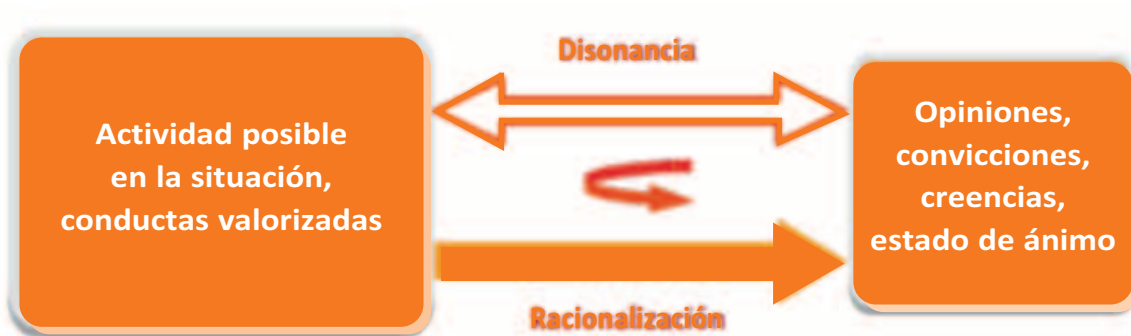 Disonancia
Actividad posible
en la situación,
conductas valorizadas
Opiniones,
convicciones,
creencias,
estado de ánimo
Racionalización